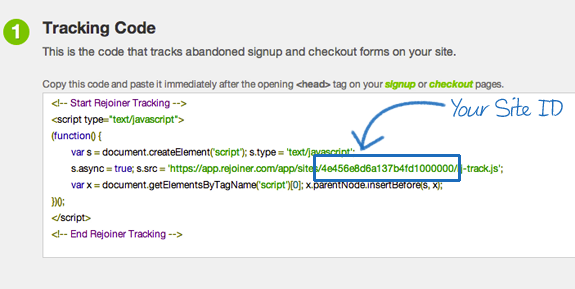 1 Tracking Code
This is the code that tracks abandoned signup and checkout forms on your site.
Copy this code and paste it immediately after the opening <head> tag on your signup or checkout pages.
Your Site ID
<!-- Start Rejoiner Tracking -->
<script type="text/javascript">
(function() {
var s = document.createElement('script'); s.type = 'text/javascript';
s.async = true; s.src = 'https://app.rejoiner.com/app/sites/4e456e8d6a137b4fd1000000/ -track.js';
var x = document.getElementsByTagName('script')[0]; x.parentNode.insertBefore(s, x);
})();
</script>
<!-- End Rejoiner Tracking -->